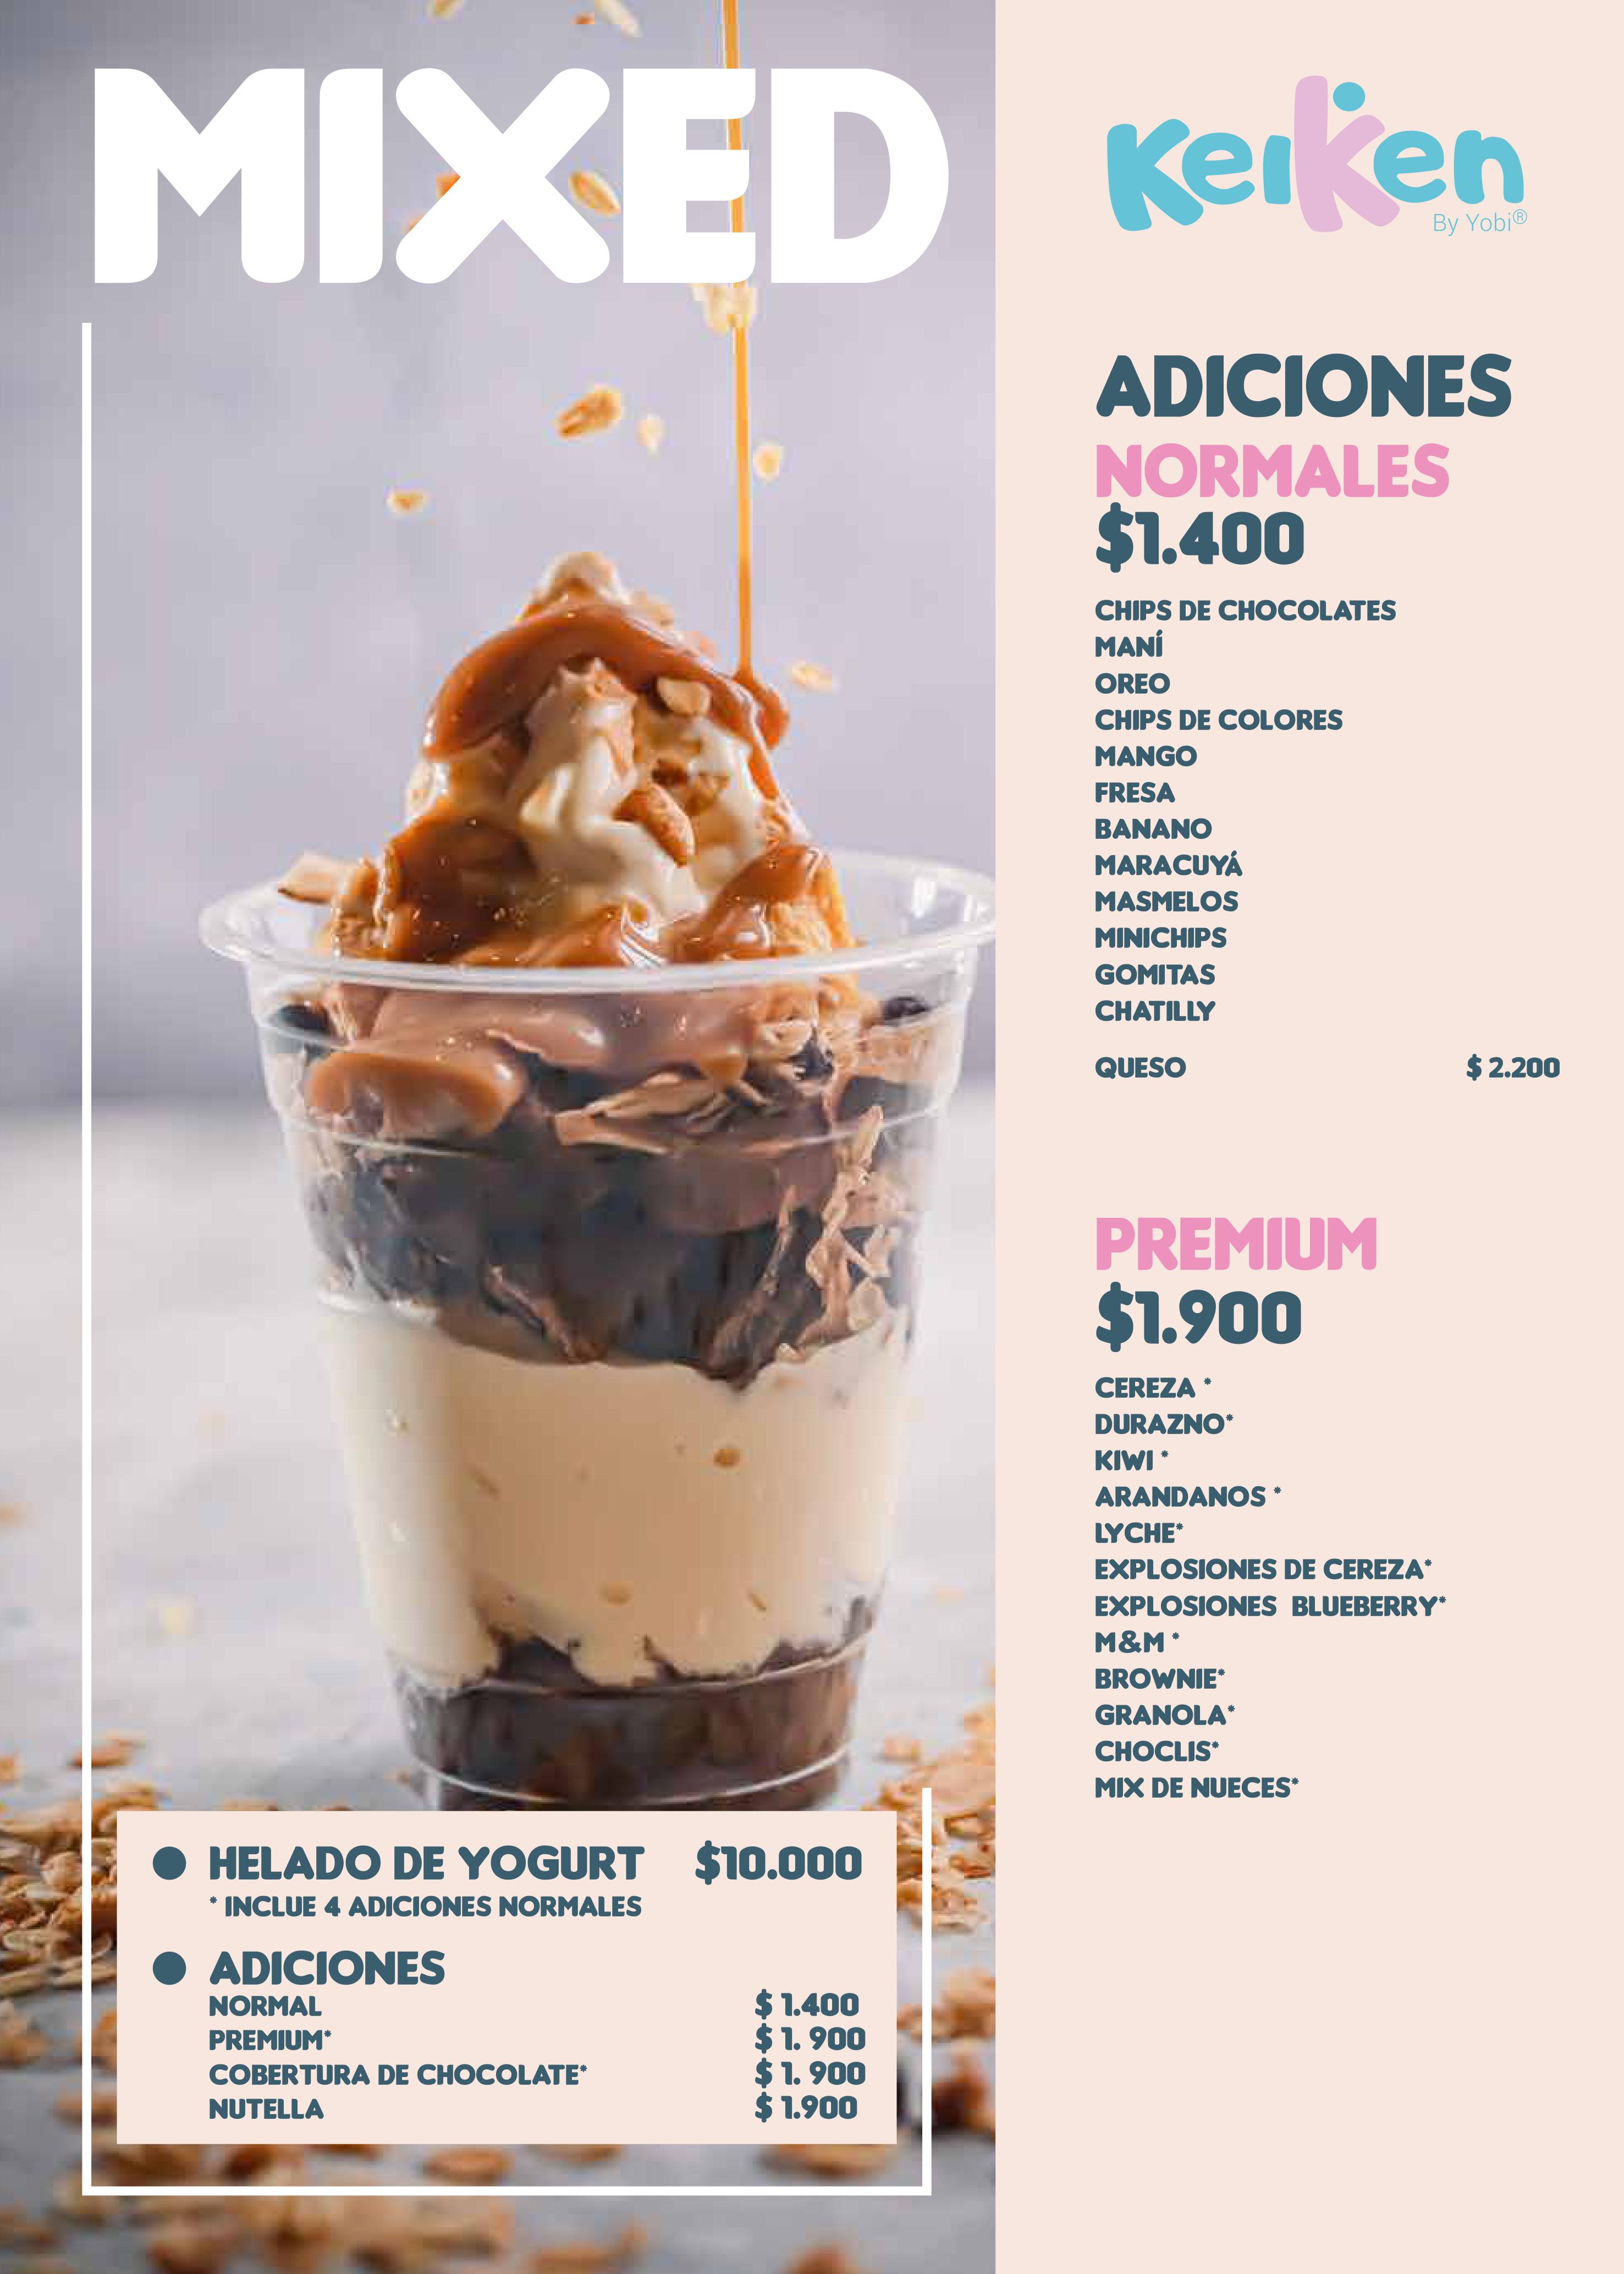 MIXED
HELADO DE YOGURT $10.000
* INCLUE 4 ADICIONES NORMALES
ADICIONES
NORMAL $ 1.400
PREMIUM* $ 1. 900
COBERTURA DE CHOCOLATE* $ 1. 900
NUTELLA $ 1.900
Keiken
By Yobi®
ADICIONES
NORMALES
$1.400
CHIPS DE CHOCOLATES
MANÍ
OREO
CHIPS DE COLORES
MANGO
FRESA
BANANO
MARACUYÁ
MASMELOS
MINICHIPS
GOMITAS
CHATILLY
QUESO $ 2.200
PREMIUM
$1.900
CEREZA *
DURAZNO*
KIWI *
ARANDANOS *
LYCHE*
EXPLOSIONES DE CEREZA*
EXPLOSIONES BLUEBERRY*
M&M *
BROWNIE*
GRANOLA*
CHOCLIS*
MIX DE NUECES*